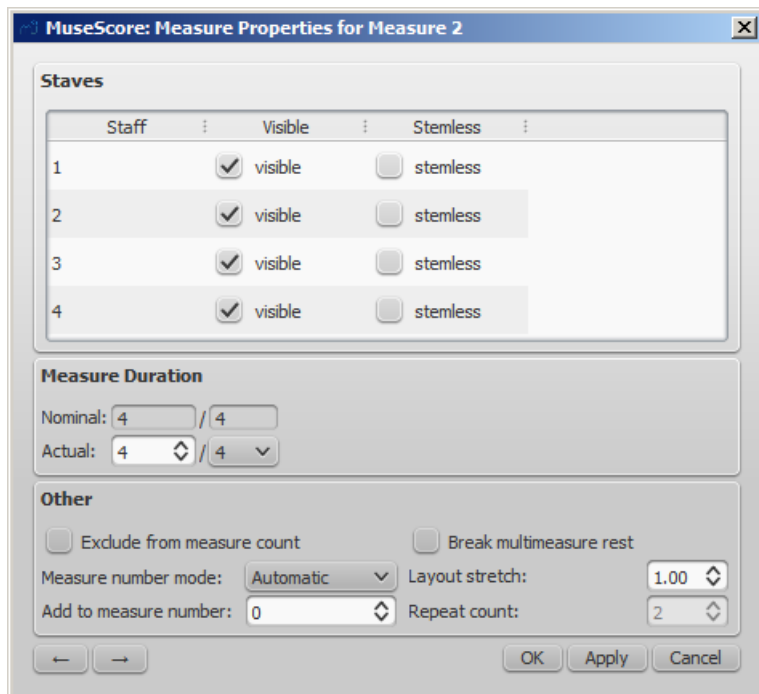 MuseScore: Measure Properties for Measure 2
Staves
Staff Visible Stemless
1 visible stemless
2 visible stemless
3 visible stemless
4 visible stemless
Measure Duration
Nominal: 4 / 4
Actual: 4 / 4
Other
Exclude from measure count Break multimeasure rest
Measure number mode: Automatic Layout stretch: 1.00
Add to measure number: 0 Repeat count: 2
← → OK Apply Cancel